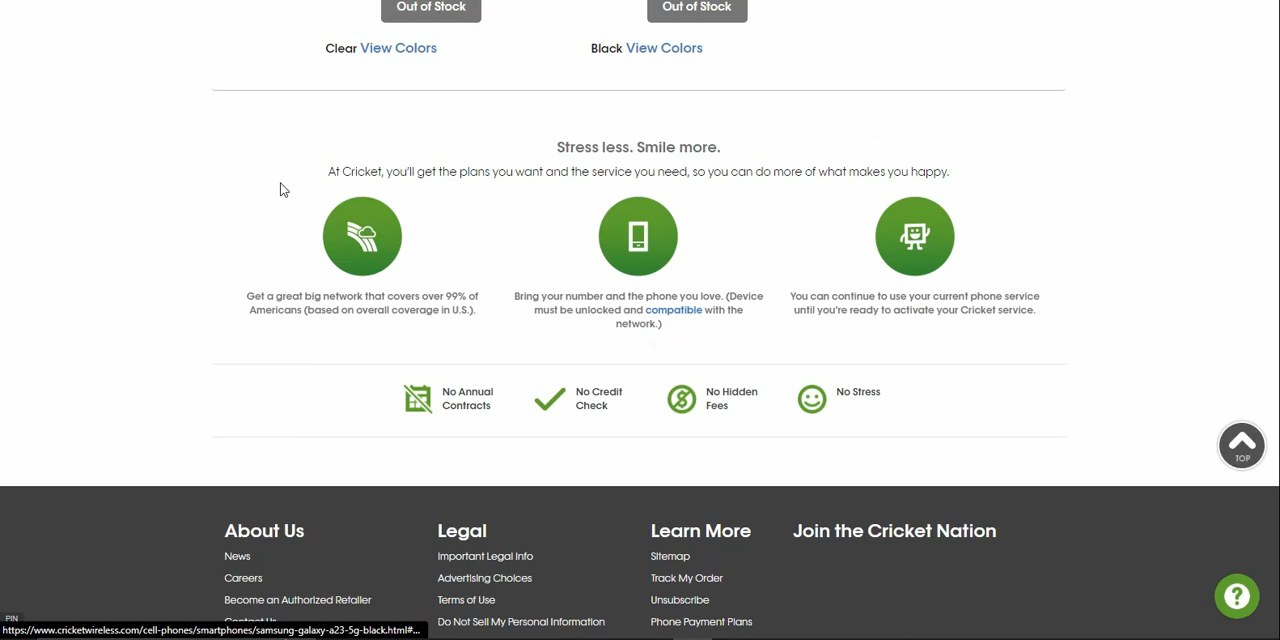 Out of Stock Out of Stock
Clear View Colors Black View Colors
Stress less. Smile more.
At Cricket, you'll get the plans you want and the service you need, so you can do more of what makes you happy.
Get a great big network that covers over 99% of
Americans (based on overall coverage in U.S.).
Bring your number and the phone you love. (Device
must be unlocked and compatible with the
network.)
You can continue to use your current phone service
until you're ready to activate your Cricket service.
No Annual
Contracts
No Credit
Check
No Hidden
Fees
No Stress
TOP
About Us
News
Careers
Become an Authorized Retailer
Contact Us
Legal
Important Legal Info
Advertising Choices
Terms of Use
Do Not Sell My Personal Information
Learn More
Sitemap
Track My Order
Unsubscribe
Phone Payment Plans
Join the Cricket Nation
?
PIN
https://www.cricketwireless.com/cell-phones/smartphones/samsung-galaxy-a23-5g-black.html#...